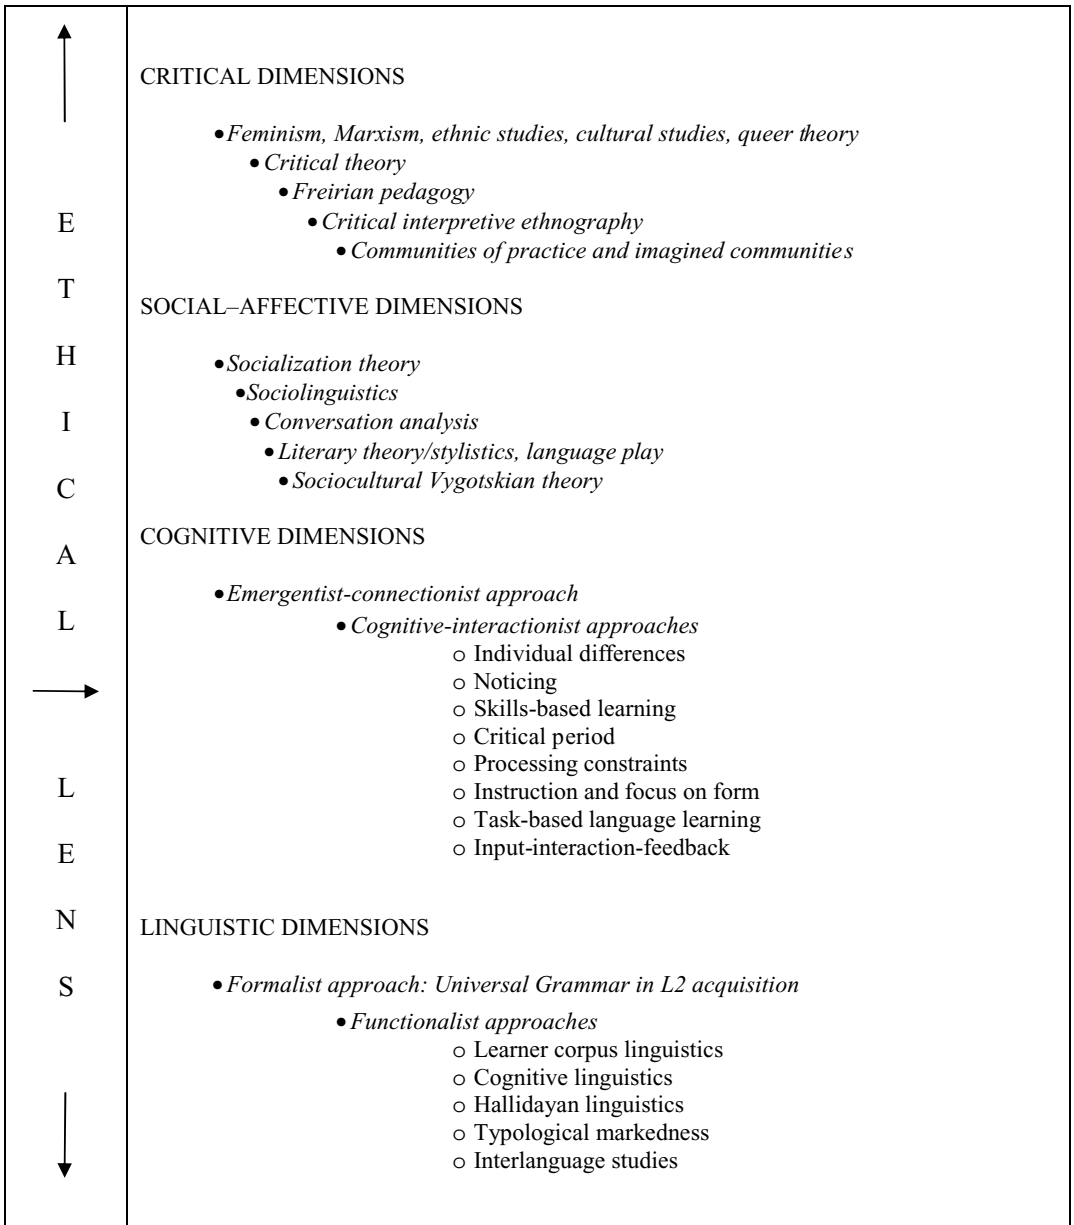 ETHICAL LENS
CRITICAL DIMENSIONS
•Feminism, Marxism, ethnic studies, cultural studies, queer theory
•Critical theory
•Freirian pedagogy
•Critical interpretive ethnography
•Communities of practice and imagined communities
SOCIAL–AFFECTIVE DIMENSIONS
•Socialization theory
•Sociolinguistics
•Conversation analysis
•Literary theory/stylistics, language play
•Sociocultural Vygotskian theory
COGNITIVE DIMENSIONS
•Emergentist-connectionist approach
•Cognitive-interactionist approaches
o Individual differences
o Noticing
o Skills-based learning
o Critical period
o Processing constraints
o Instruction and focus on form
o Task-based language learning
o Input-interaction-feedback
LINGUISTIC DIMENSIONS
•Formalist approach: Universal Grammar in L2 acquisition
•Functionalist approaches
o Learner corpus linguistics
o Cognitive linguistics
o Hallidayan linguistics
o Typological markedness
o Interlanguage studies